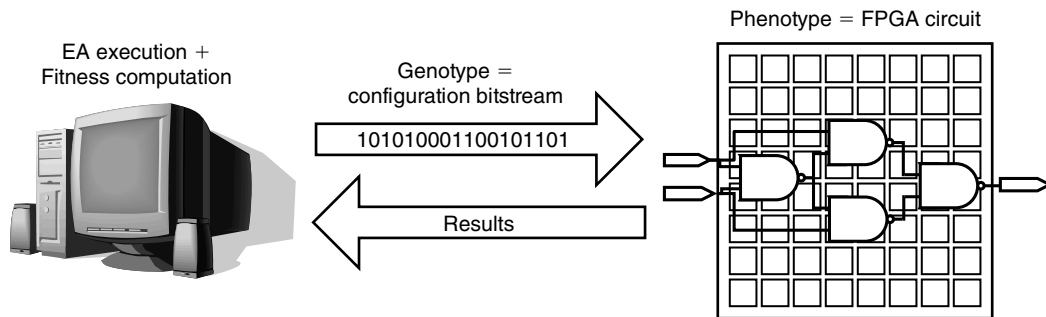 EA execution +
Fitness computation
Genotype =
configuration bitstream
101010001100101101
Results
Phenotype = FPGA circuit